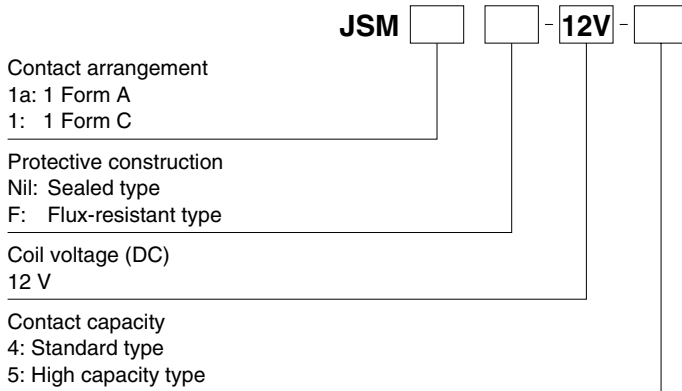 JSM - 12V -
Contact arrangement
1a: 1 Form A
1: 1 Form C
Protective construction
Nil: Sealed type
F: Flux-resistant type
Coil voltage (DC)
12 V
Contact capacity
4: Standard type
5: High capacity type